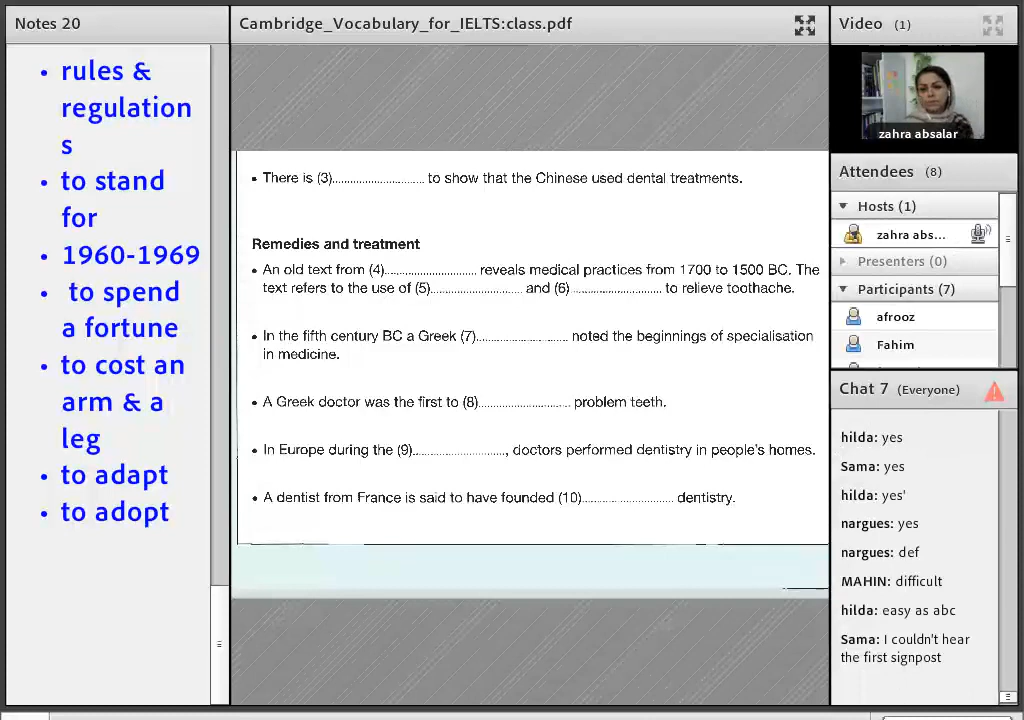 Notes 20
• rules &
regulation
s
• to stand
for
• 1960-1969
• to spend
a fortune
• to cost an
arm & a
leg
• to adapt
• to adopt
Cambridge_Vocabulary_for_IELTS:class.pdf
• There is (3)............................ to show that the Chinese used dental treatments.
Remedies and treatment
• An old text from (4)............................ reveals medical practices from 1700 to 1500 BC. The
text refers to the use of (5)............................ and (6)............................ to relieve toothache.
• In the fifth century BC a Greek (7)............................ noted the beginnings of specialisation
in medicine.
• A Greek doctor was the first to (8)............................ problem teeth.
• In Europe during the (9)............................, doctors performed dentistry in people's homes.
• A dentist from France is said to have founded (10)............................ dentistry.
Video (1)
zahra absalar
Attendees (8)
Hosts (1)
zahra abs...
Presenters (0)
Participants (7)
afrooz
Fahim
Chat 7 (Everyone)
hilda: yes
Sama: yes
hilda: yes'
nargues: yes
nargues: def
MAHIN: difficult
hilda: easy as abc
Sama: I couldn't hear
the first signpost